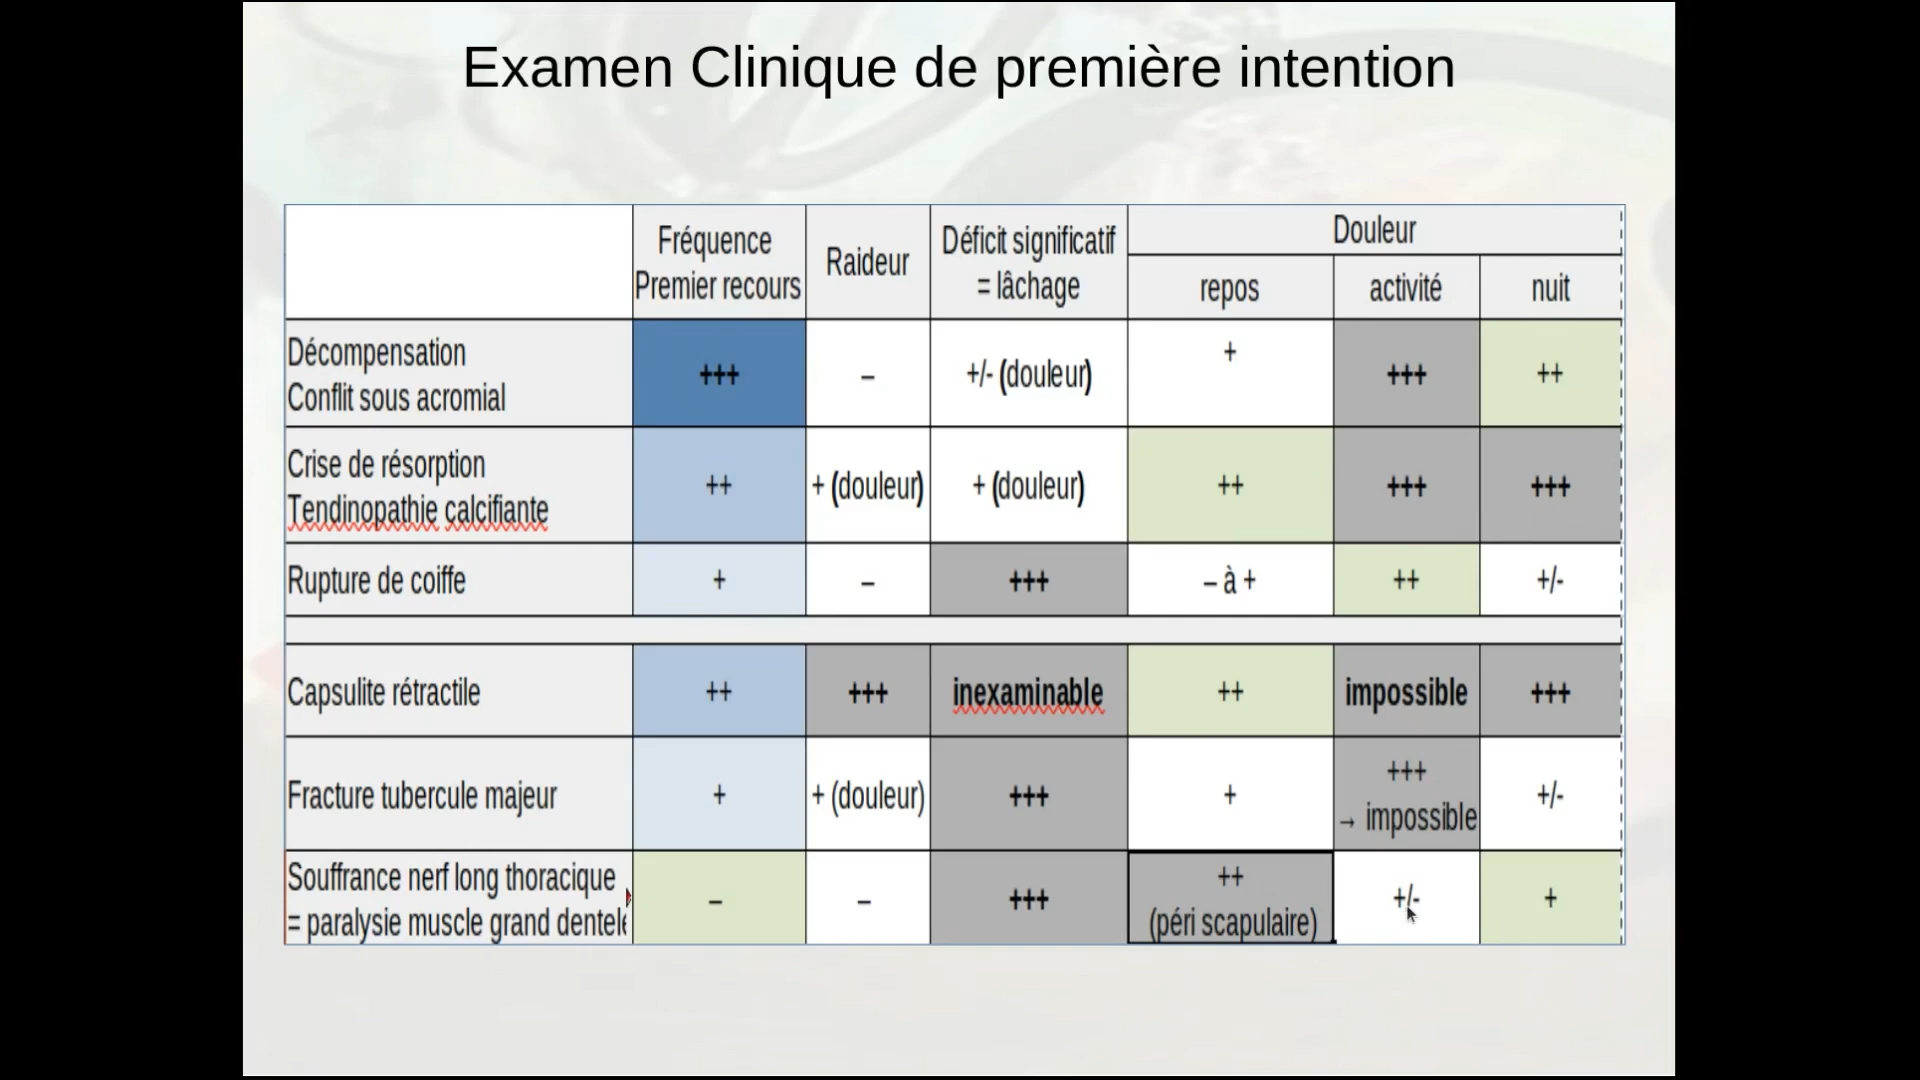 Examen Clinique de première intention
Fréquence
Premier recours
Raideur
Déficit significatif
= lâchage
Douleur
repos
activité
nuit
Décompensation
Conflit sous acromial
+++
–
+/- (douleur)
+
+++
++
Crise de résorption
Tendinopathie calcifiante
++
+ (douleur)
+ (douleur)
++
+++
+++
Rupture de coiffe
+
–
+++
– à +
++
+/-
Capsulite rétractile
++
+++
inexaminable
++
impossible
+++
Fracture tubercule majeur
+
+ (douleur)
+++
+
+++
→ impossible
+/-
Souffrance nerf long thoracique
= paralysie muscle grand dentelé
–
–
+++
++
(péri scapulaire)
+/-
+